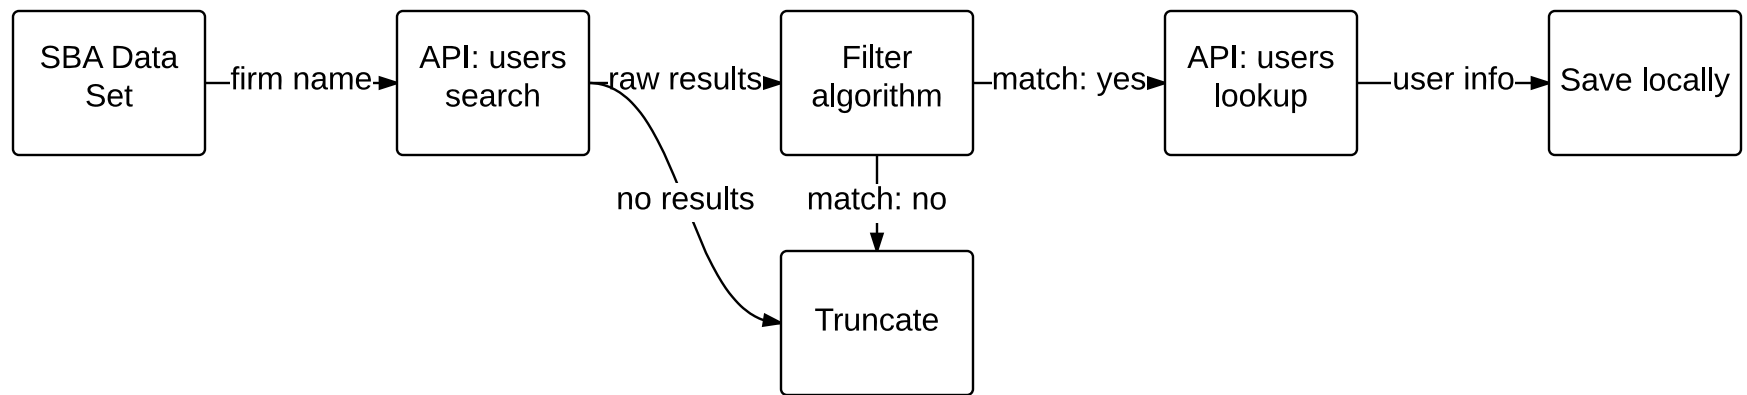 SBA Data
Set
firm name
API: users
search
raw results
Filter
algorithm
match: yes
API: users
lookup
user info
Save locally
no results
match: no
Truncate